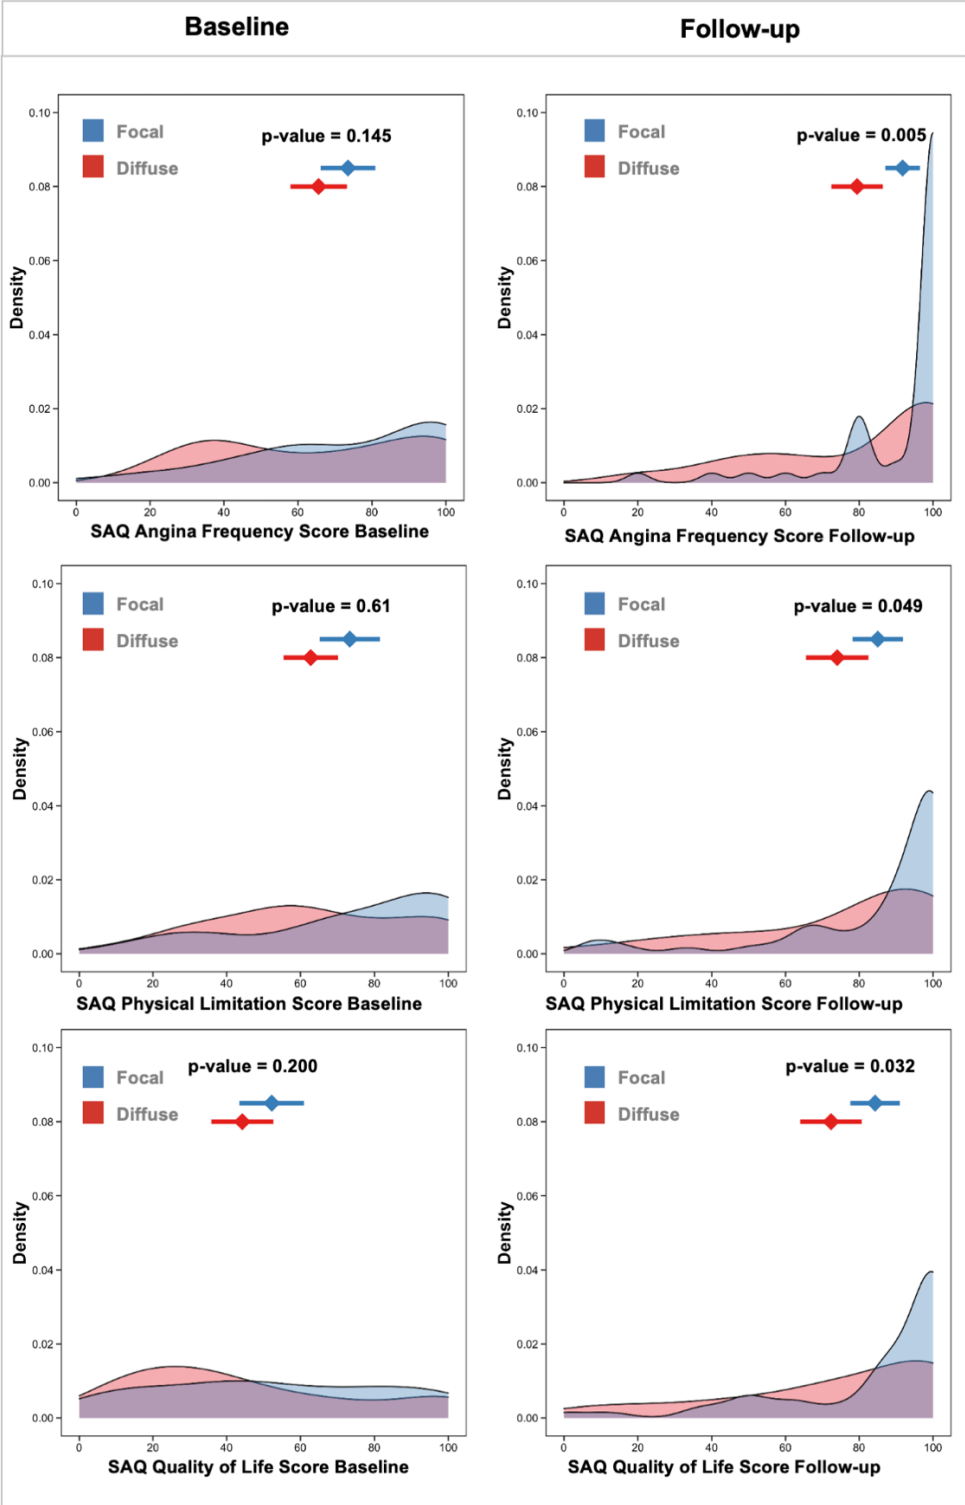 Baseline
Follow-up
0.10
0.08
0.06
0.04
0.02
0.00
Density
Focal
Diffuse
p-value = 0.145
0 20 40 60 80 100
SAQ Angina Frequency Score Baseline
0.10
0.08
0.06
0.04
0.02
0.00
Density
Focal
Diffuse
p-value = 0.005
0 20 40 60 80 100
SAQ Angina Frequency Score Follow-up
0.10
0.08
0.06
0.04
0.02
0.00
Density
Focal
Diffuse
p-value = 0.61
0 20 40 60 80 100
SAQ Physical Limitation Score Baseline
0.10
0.08
0.06
0.04
0.02
0.00
Density
Focal
Diffuse
p-value = 0.049
0 20 40 60 80 100
SAQ Physical Limitation Score Follow-up
0.10
0.08
0.06
0.04
0.02
0.00
Density
Focal
Diffuse
p-value = 0.200
0 20 40 60 80 100
SAQ Quality of Life Score Baseline
0.10
0.08
0.06
0.04
0.02
0.00
Density
Focal
Diffuse
p-value = 0.032
0 20 40 60 80 100
SAQ Quality of Life Score Follow-up